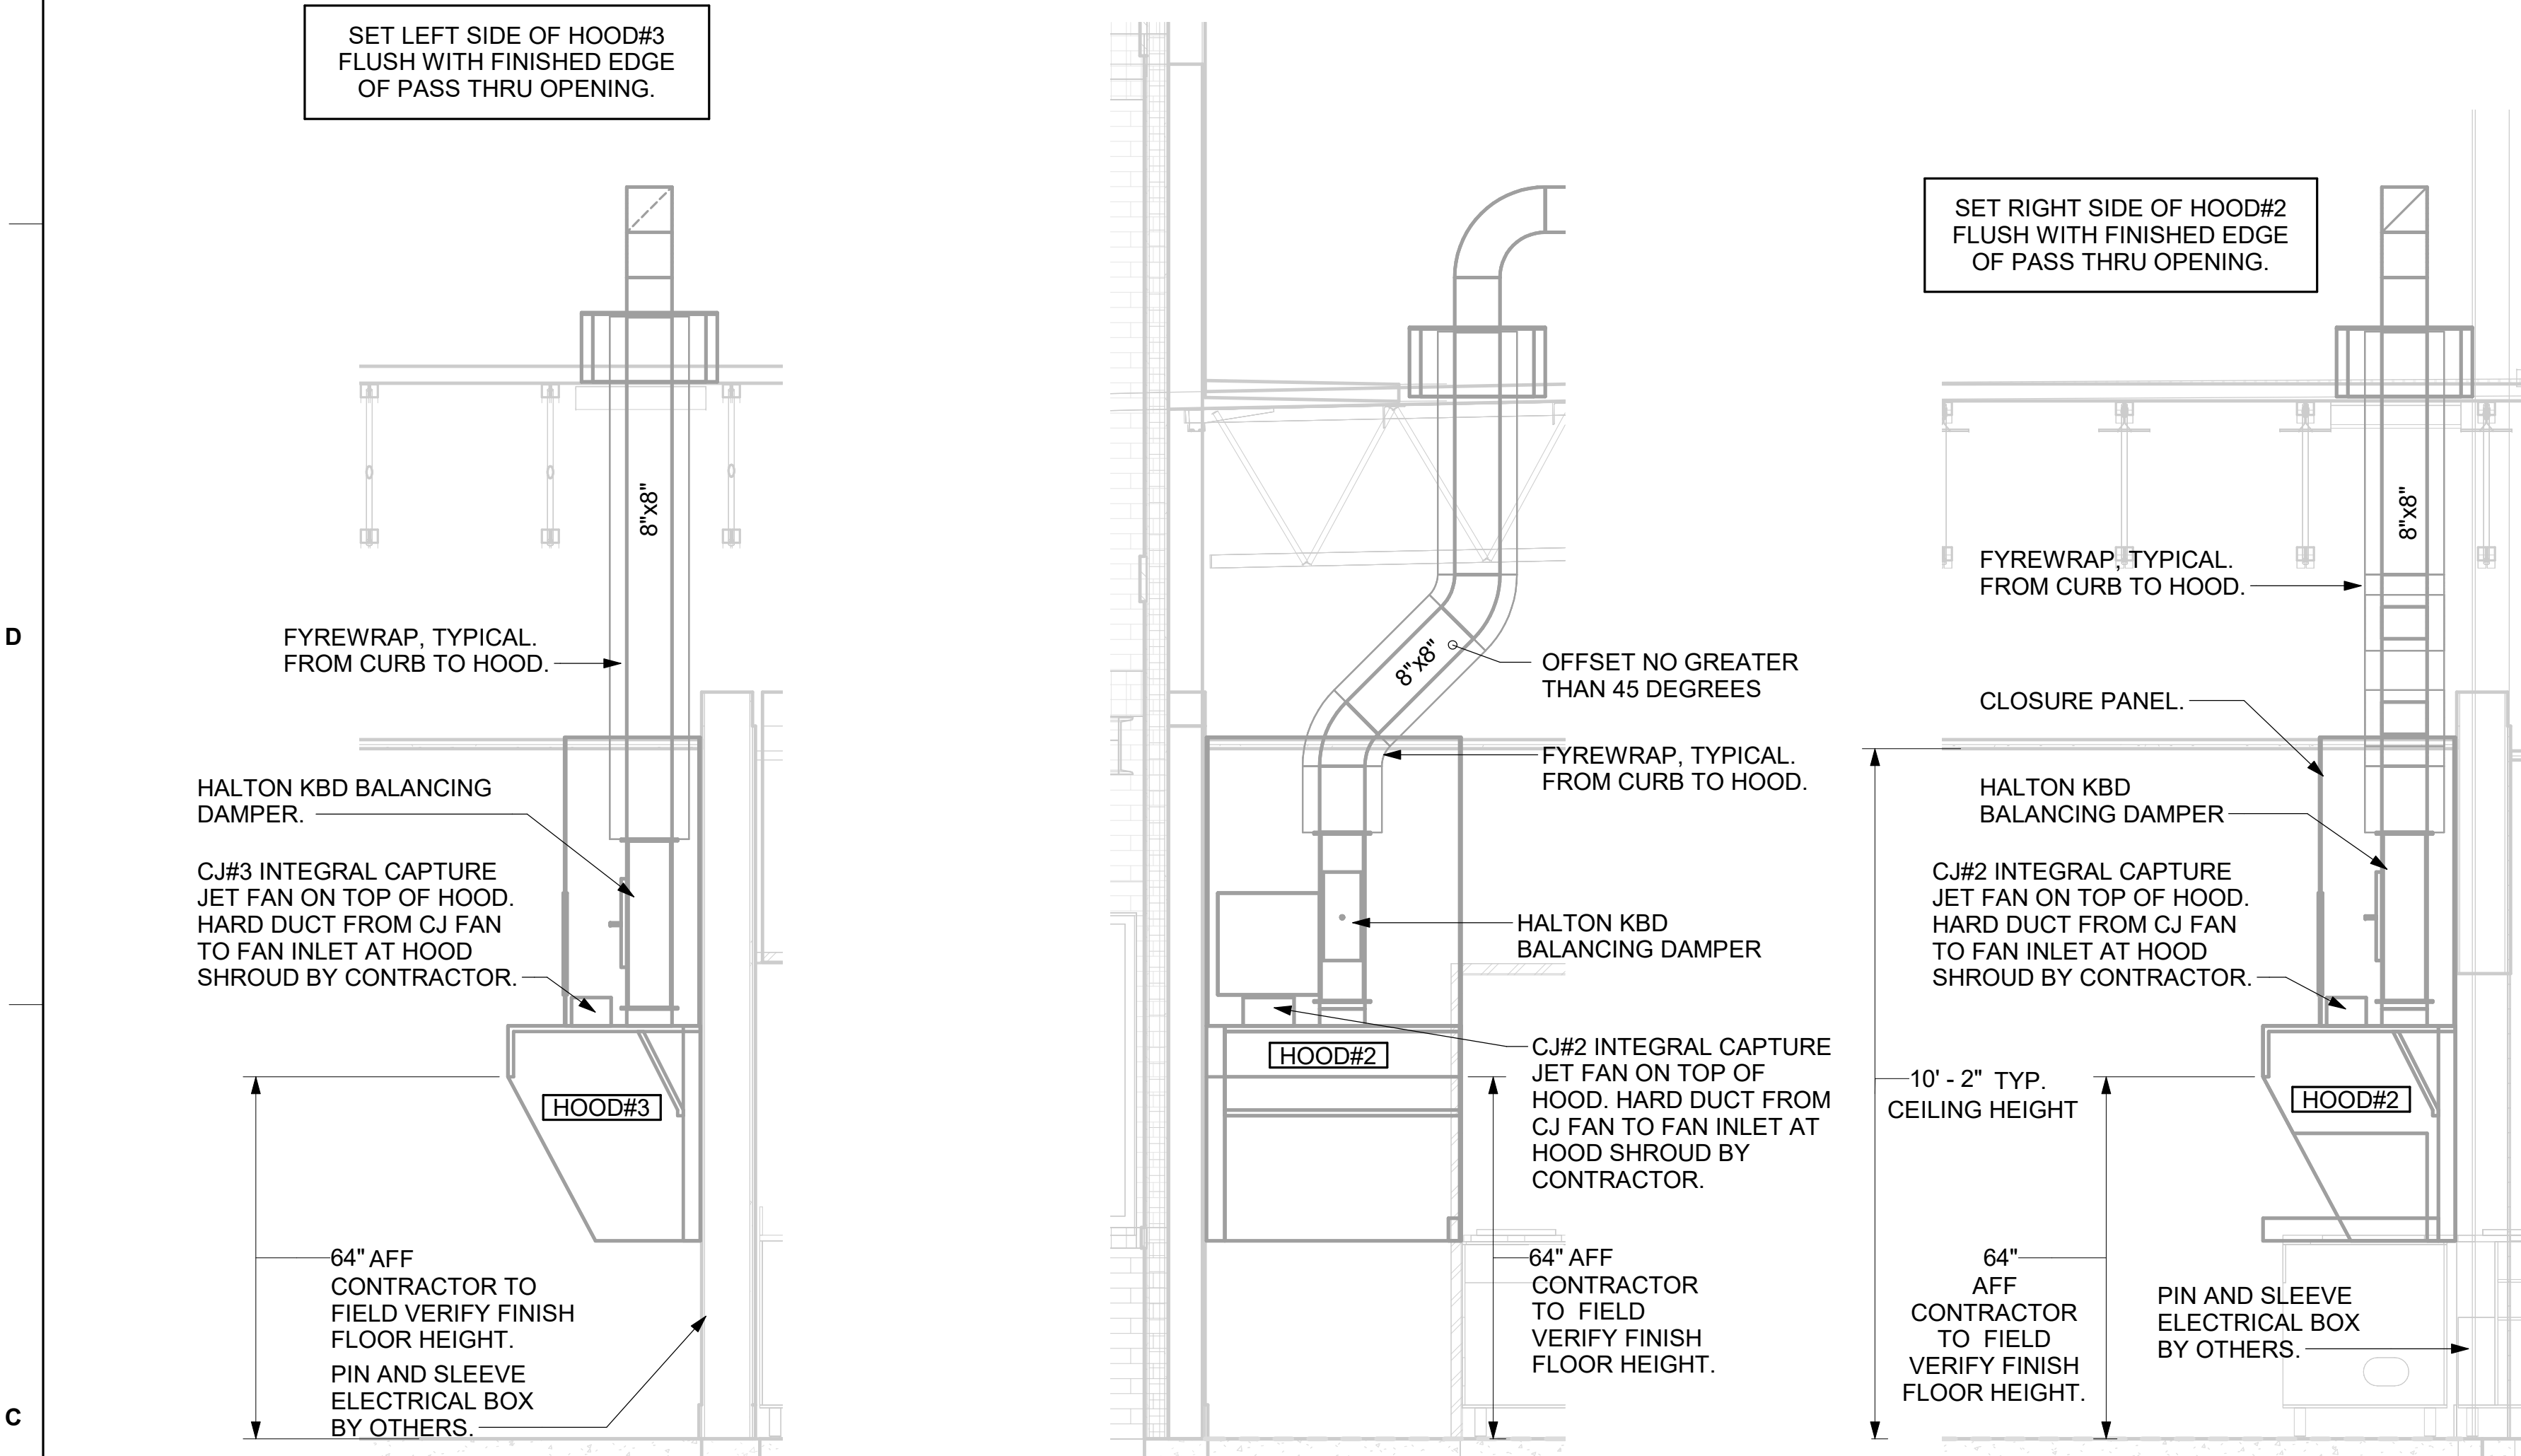 SET LEFT SIDE OF HOOD#3
FLUSH WITH FINISHED EDGE
OF PASS THRU OPENING.
8"x8"
FYREWRAP, TYPICAL.
FROM CURB TO HOOD.
HALTON KBD BALANCING
DAMPER.
CJ#3 INTEGRAL CAPTURE
JET FAN ON TOP OF HOOD.
HARD DUCT FROM CJ FAN
TO FAN INLET AT HOOD
SHROUD BY CONTRACTOR.
HOOD#3
64" AFF
CONTRACTOR TO
FIELD VERIFY FINISH
FLOOR HEIGHT.
PIN AND SLEEVE
ELECTRICAL BOX
BY OTHERS.
D
C
8"x8"
OFFSET NO GREATER
THAN 45 DEGREES
FYREWRAP, TYPICAL.
FROM CURB TO HOOD.
HALTON KBD
BALANCING DAMPER
HOOD#2
CJ#2 INTEGRAL CAPTURE
JET FAN ON TOP OF
HOOD. HARD DUCT FROM
CJ FAN TO FAN INLET AT
HOOD SHROUD BY
CONTRACTOR.
64" AFF
CONTRACTOR
TO FIELD
VERIFY FINISH
FLOOR HEIGHT.
SET RIGHT SIDE OF HOOD#2
FLUSH WITH FINISHED EDGE
OF PASS THRU OPENING.
8"x8"
FYREWRAP, TYPICAL.
FROM CURB TO HOOD.
CLOSURE PANEL.
HALTON KBD
BALANCING DAMPER
CJ#2 INTEGRAL CAPTURE
JET FAN ON TOP OF HOOD.
HARD DUCT FROM CJ FAN
TO FAN INLET AT HOOD
SHROUD BY CONTRACTOR.
10' - 2" TYP.
CEILING HEIGHT
HOOD#2
64"
AFF
CONTRACTOR
TO FIELD
VERIFY FINISH
FLOOR HEIGHT.
PIN AND SLEEVE
ELECTRICAL BOX
BY OTHERS.